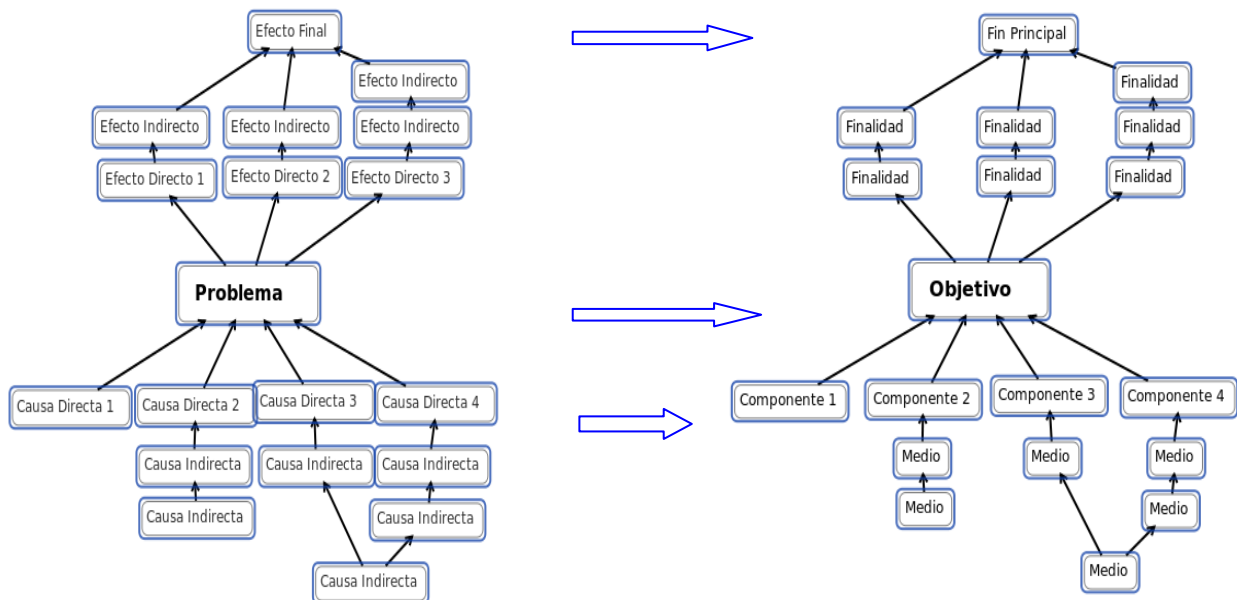 Efecto Final
Efecto Indirecto
Efecto Indirecto
Efecto Indirecto
Efecto Indirecto
Efecto Directo 1
Efecto Directo 2
Efecto Directo 3
Problema
Causa Directa 1
Causa Directa 2
Causa Directa 3
Causa Directa 4
Causa Indirecta
Causa Indirecta
Causa Indirecta
Causa Indirecta
Causa Indirecta
Causa Indirecta
Fin Principal
Finalidad
Finalidad
Finalidad
Finalidad
Finalidad
Finalidad
Finalidad
Objetivo
Componente 1
Componente 2
Componente 3
Componente 4
Medio
Medio
Medio
Medio
Medio
Medio